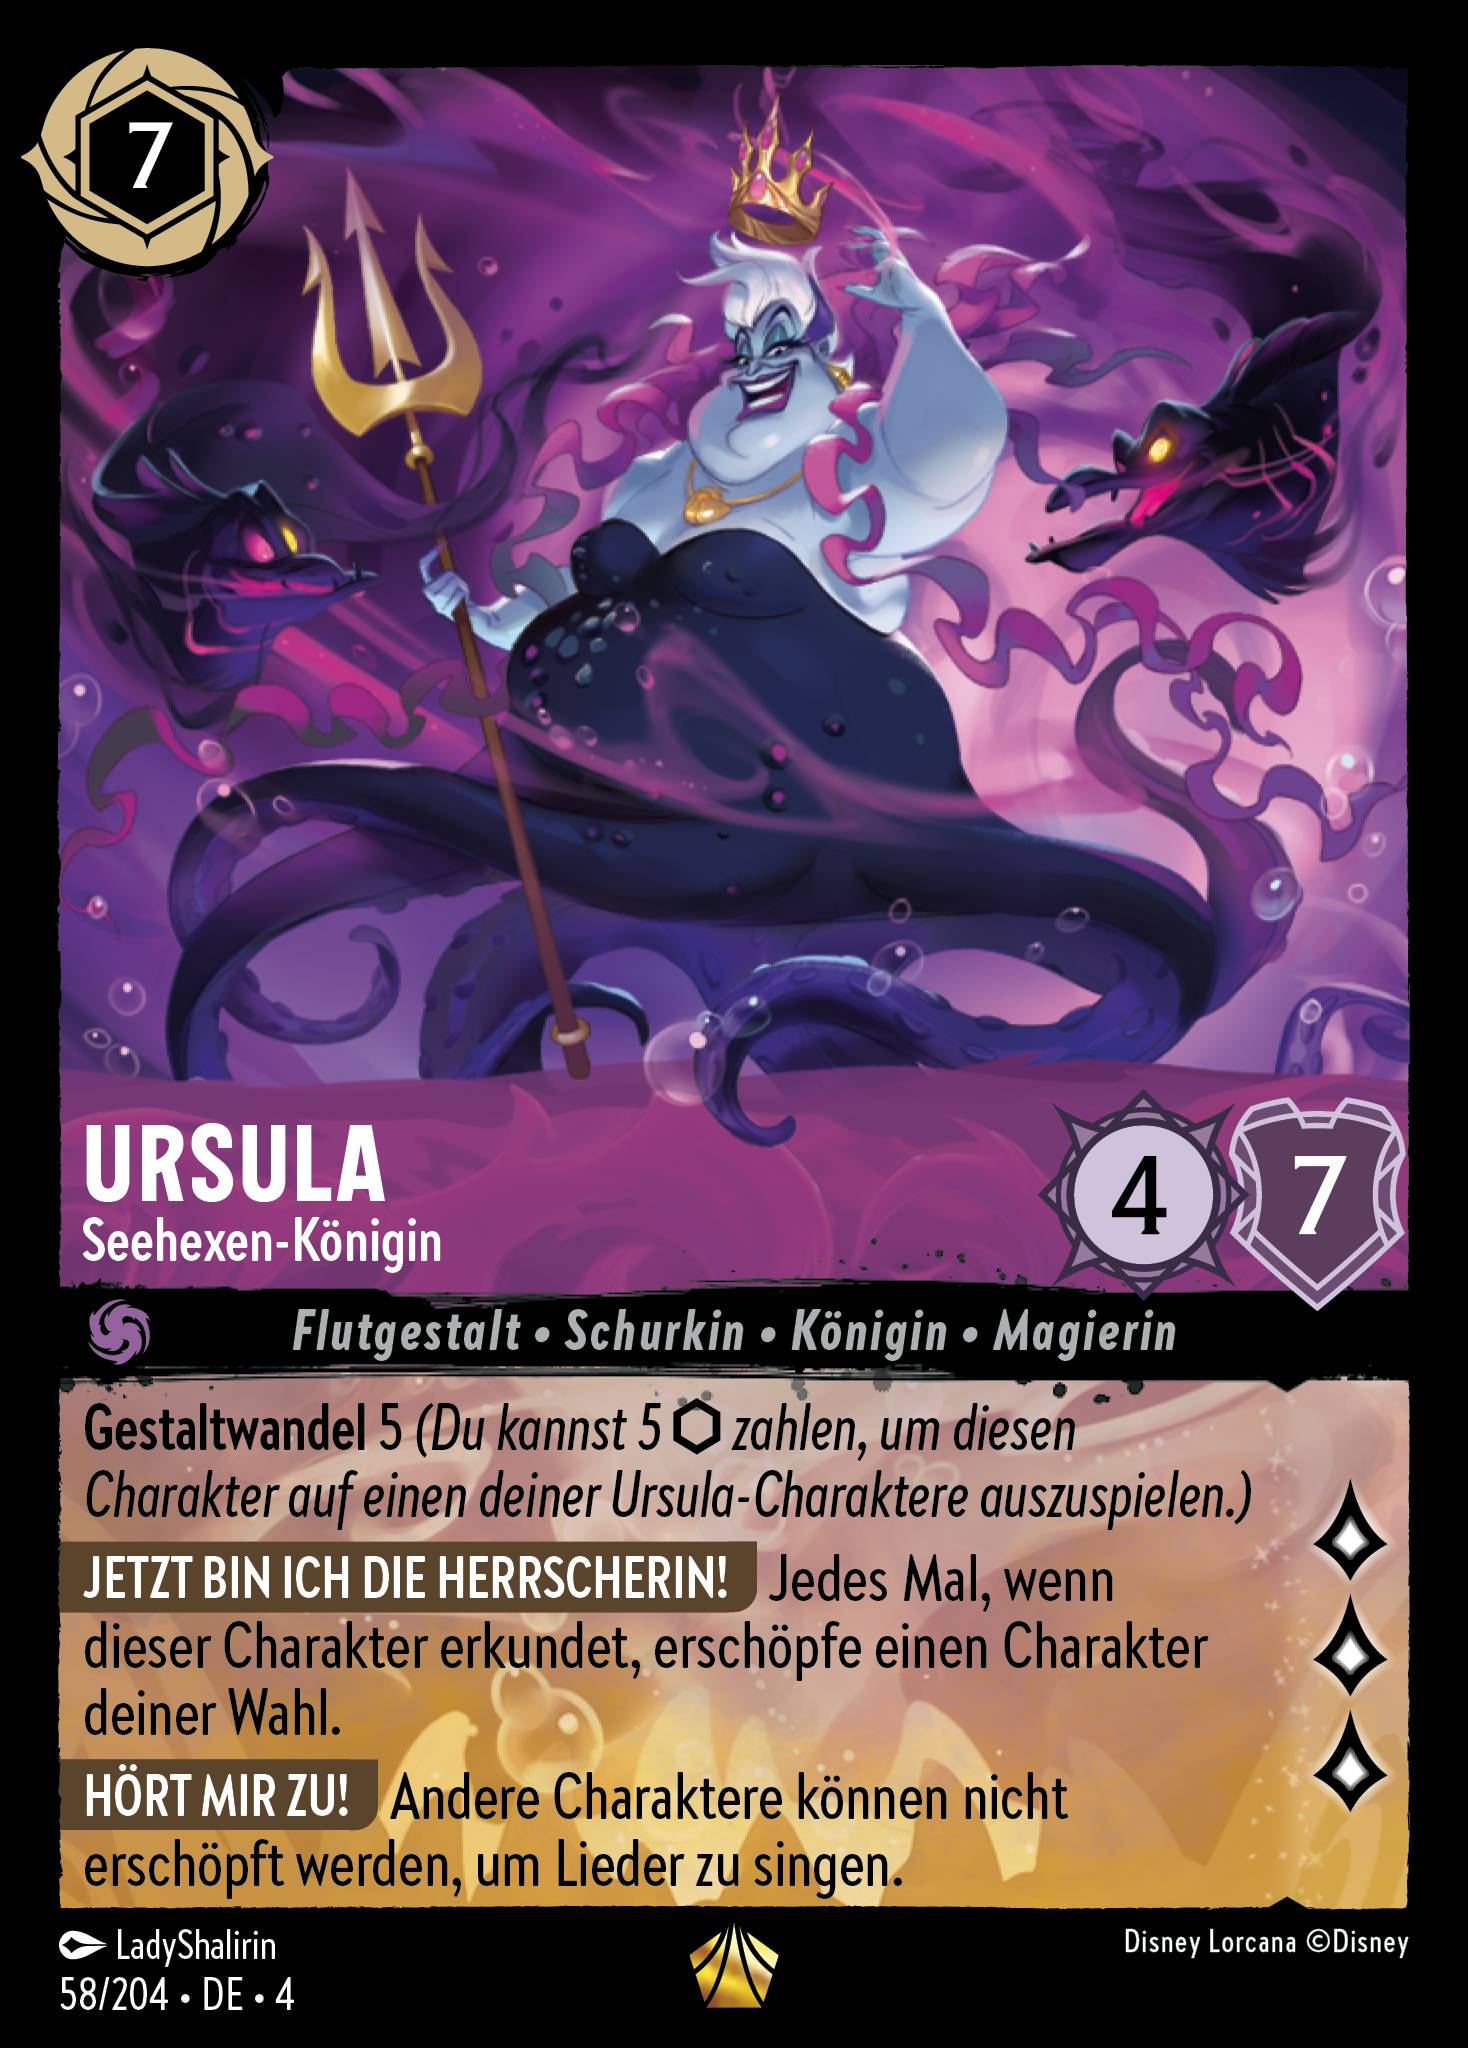 7
URSULA
Seehexen-Königin
4
7
Flutgestalt • Schurkin • Königin • Magierin
Gestaltwandel 5 (Du kannst 5 ⬡ zahlen, um diesen
Charakter auf einen deiner Ursula-Charaktere auszuspielen.)
JETZT BIN ICH DIE HERRSCHERIN! Jedes Mal, wenn
dieser Charakter erkundet, erschöpfe einen Charakter
deiner Wahl.
HÖRT MIR ZU! Andere Charaktere können nicht
erschöpft werden, um Lieder zu singen.
LadyShalirin
Disney Lorcana ©Disney
58/204 • DE • 4